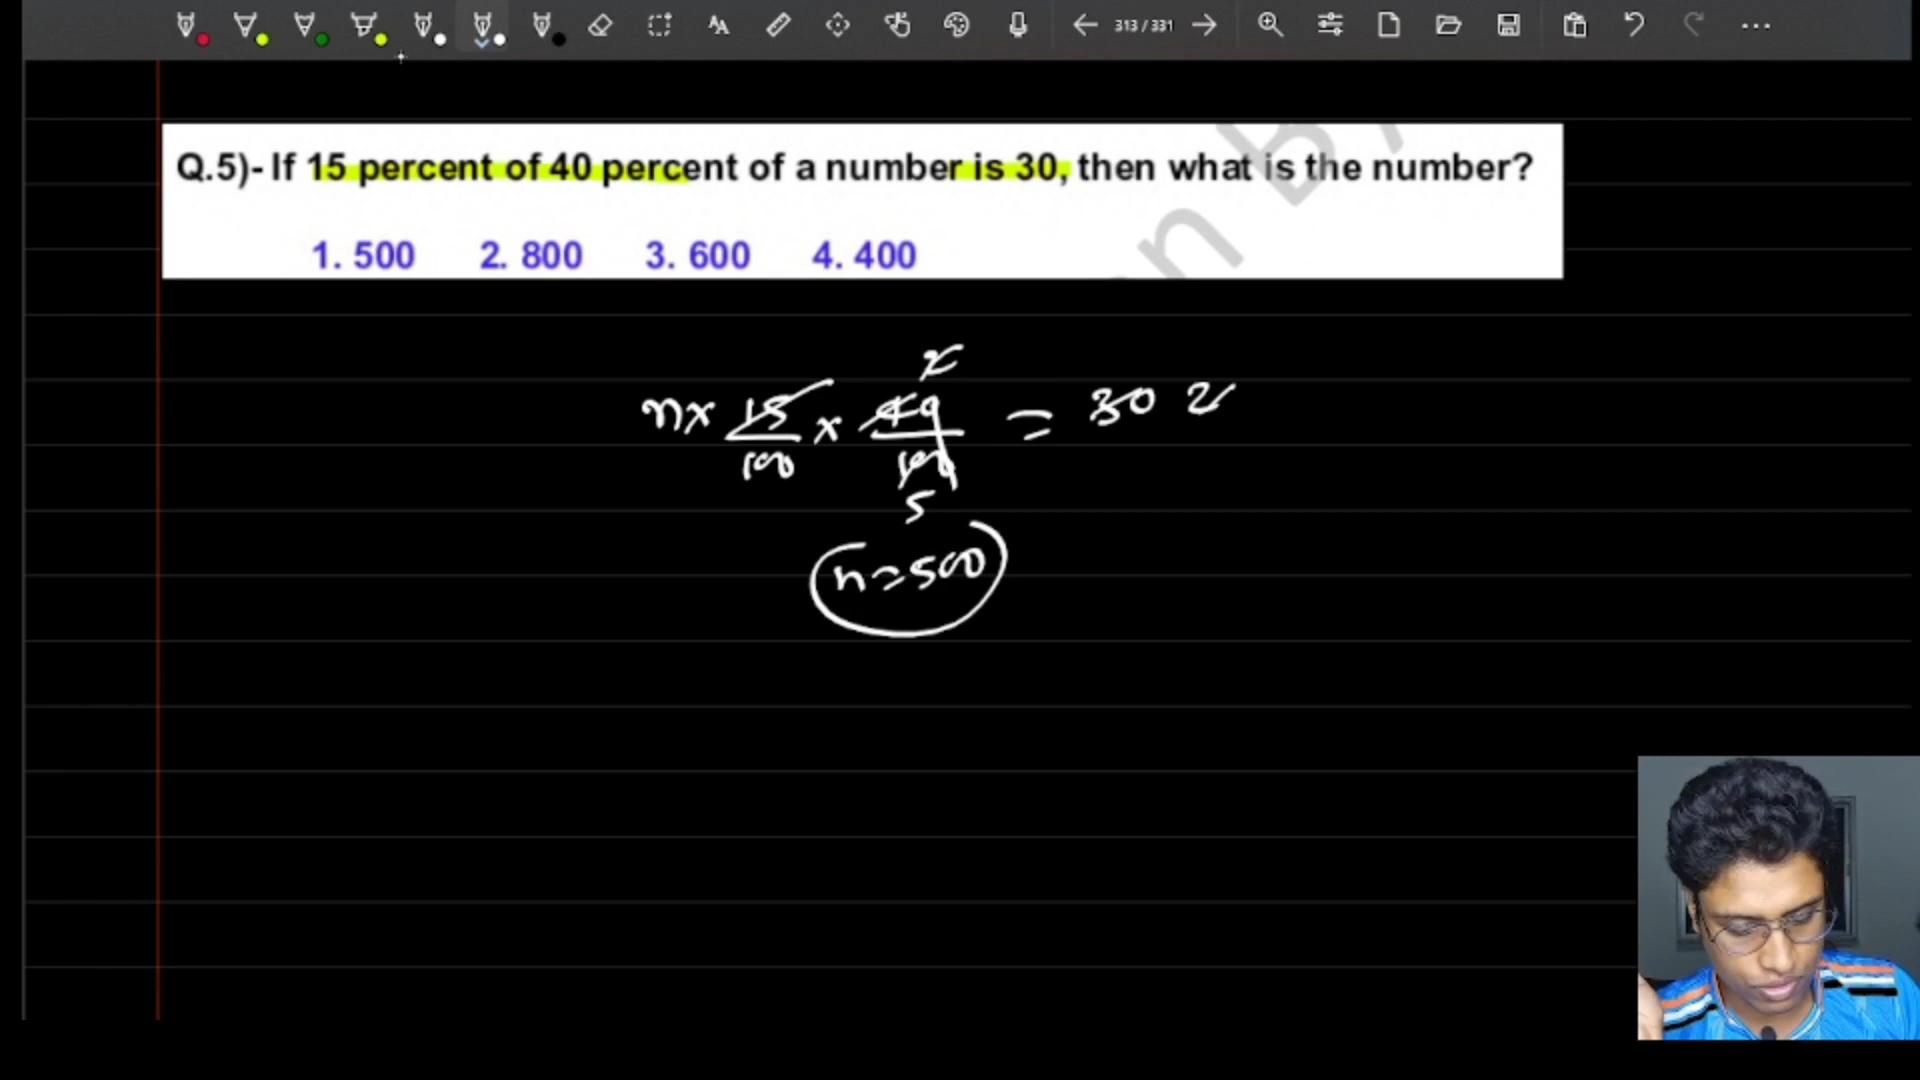 313 / 331
Q.5)- If 15 percent of 40 percent of a number is 30, then what is the number?
1. 500 2. 800 3. 600 4. 400
2
n x 15/100 x 40/100 = 30 2
5
n = 500